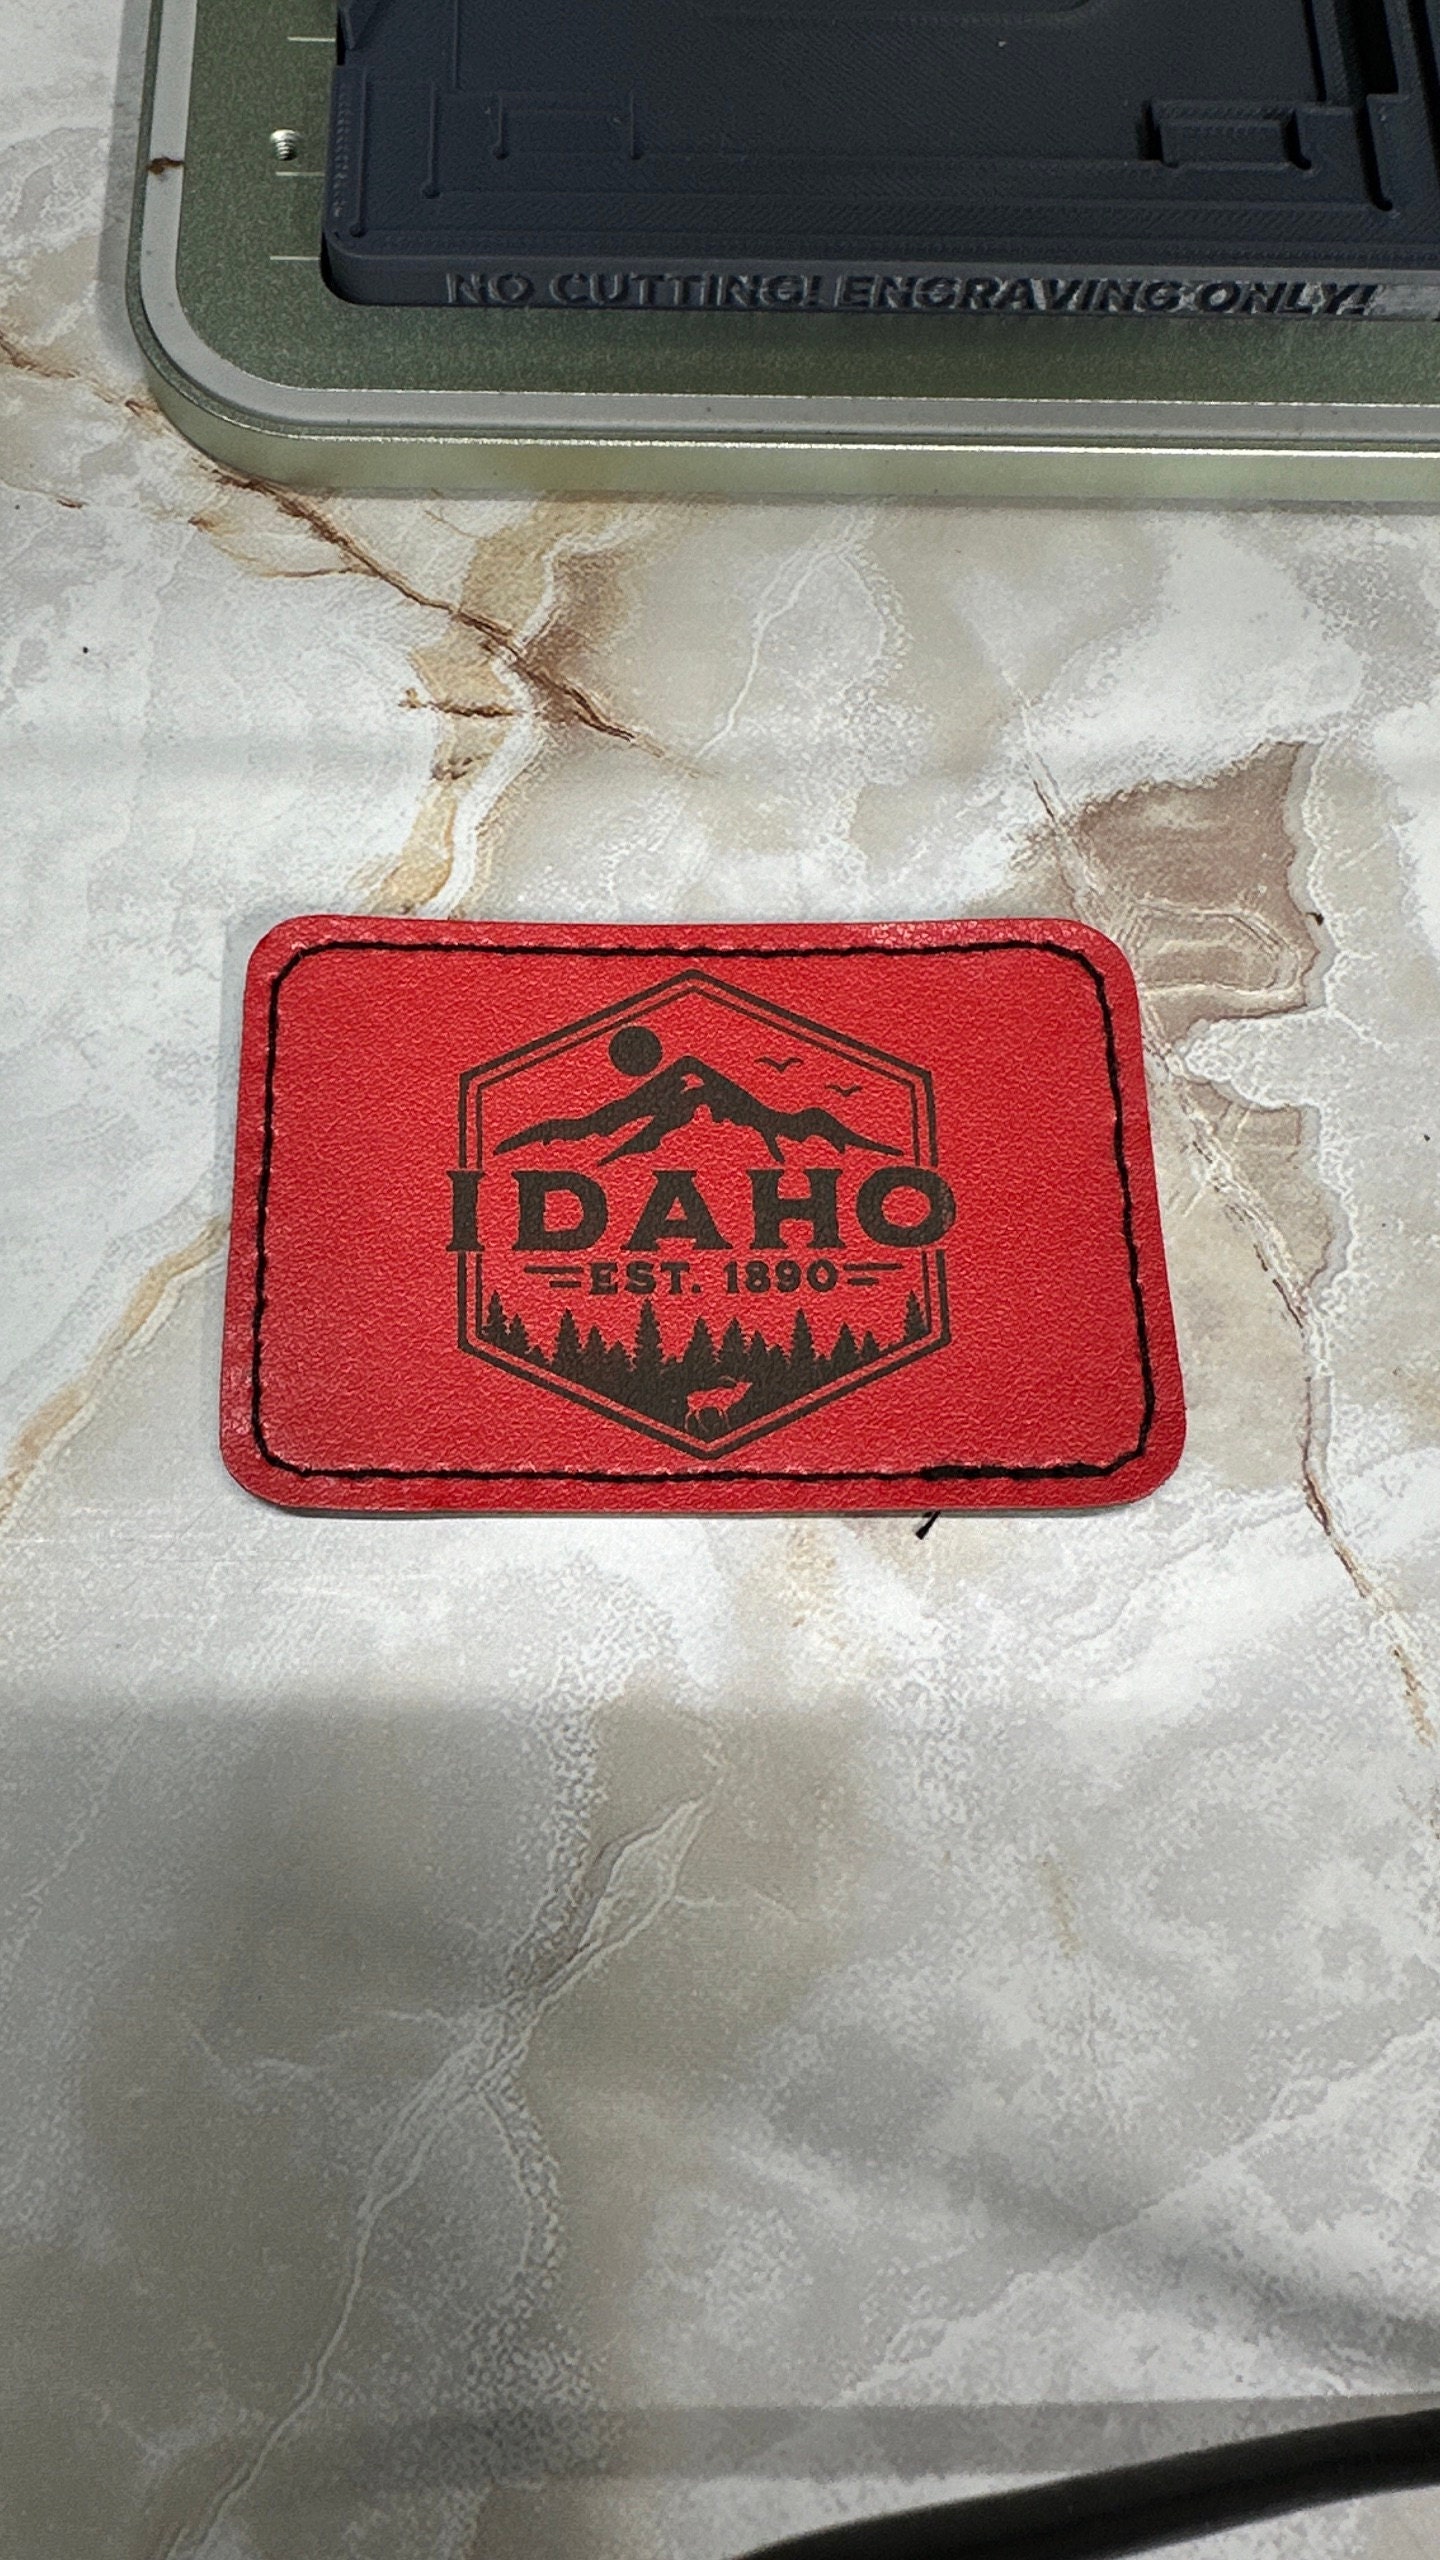 NO CUTTING! ENGRAVING ONLY!
IDAHO
EST. 1890